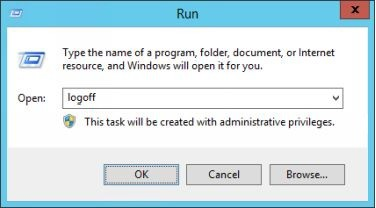 Run
x
Type the name of a program, folder, document, or Internet
resource, and Windows will open it for you.
Open: logoff
This task will be created with administrative privileges.
OK Cancel Browse...